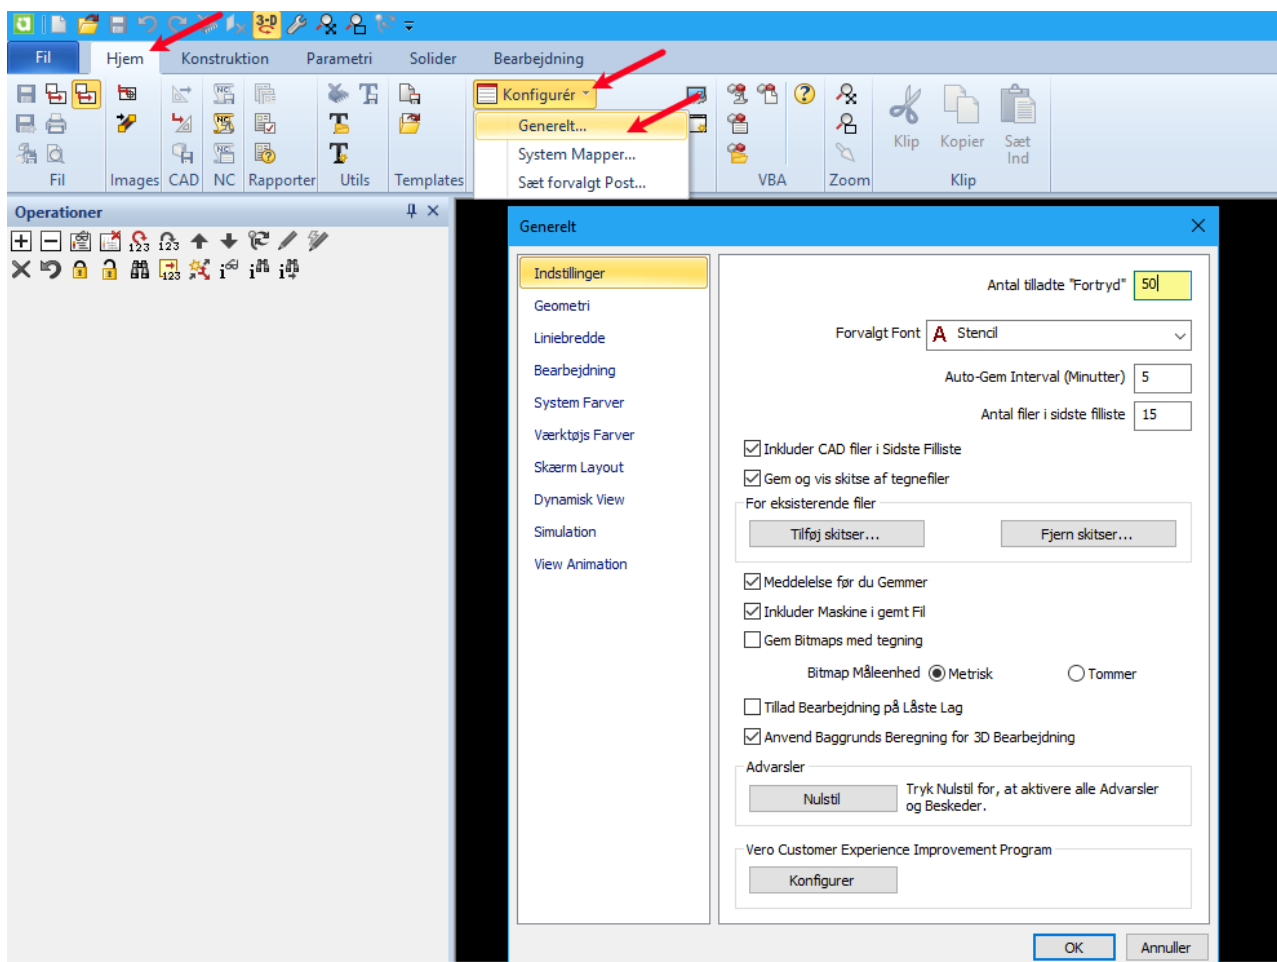 3-D
Fil
Hjem
Konstruktion
Parametri
Solider
Bearbejdning
Konfigurér
Generelt...
System Mapper...
Sæt forvalgt Post...
Klip
Kopier
Sæt
Ind
Fil
Images
CAD
NC
Rapporter
Utils
Templates
VBA
Zoom
Klip
Operationer
Generelt
Indstillinger
Geometri
Liniebredde
Bearbejdning
System Farver
Værktøjs Farver
Skærm Layout
Dynamisk View
Simulation
View Animation
Antal tilladte "Fortryd" 50
Forvalgt Font A Stencil
Auto-Gem Interval (Minutter) 5
Antal filer i sidste filliste 15
Inkluder CAD filer i Sidste Filliste
Gem og vis skitse af tegnefiler
For eksisterende filer
Tilføj skitser...
Fjern skitser...
Meddelelse før du Gemmer
Inkluder Maskine i gemt Fil
Gem Bitmaps med tegning
Bitmap Måleenhed Metrisk Tommer
Tillad Bearbejdning på Låste Lag
Anvend Baggrunds Beregning for 3D Bearbejdning
Advarsler
Nulstil
Tryk Nulstil for, at aktivere alle Advarsler
og Beskeder.
Vero Customer Experience Improvement Program
Konfigurer
OK
Annuller